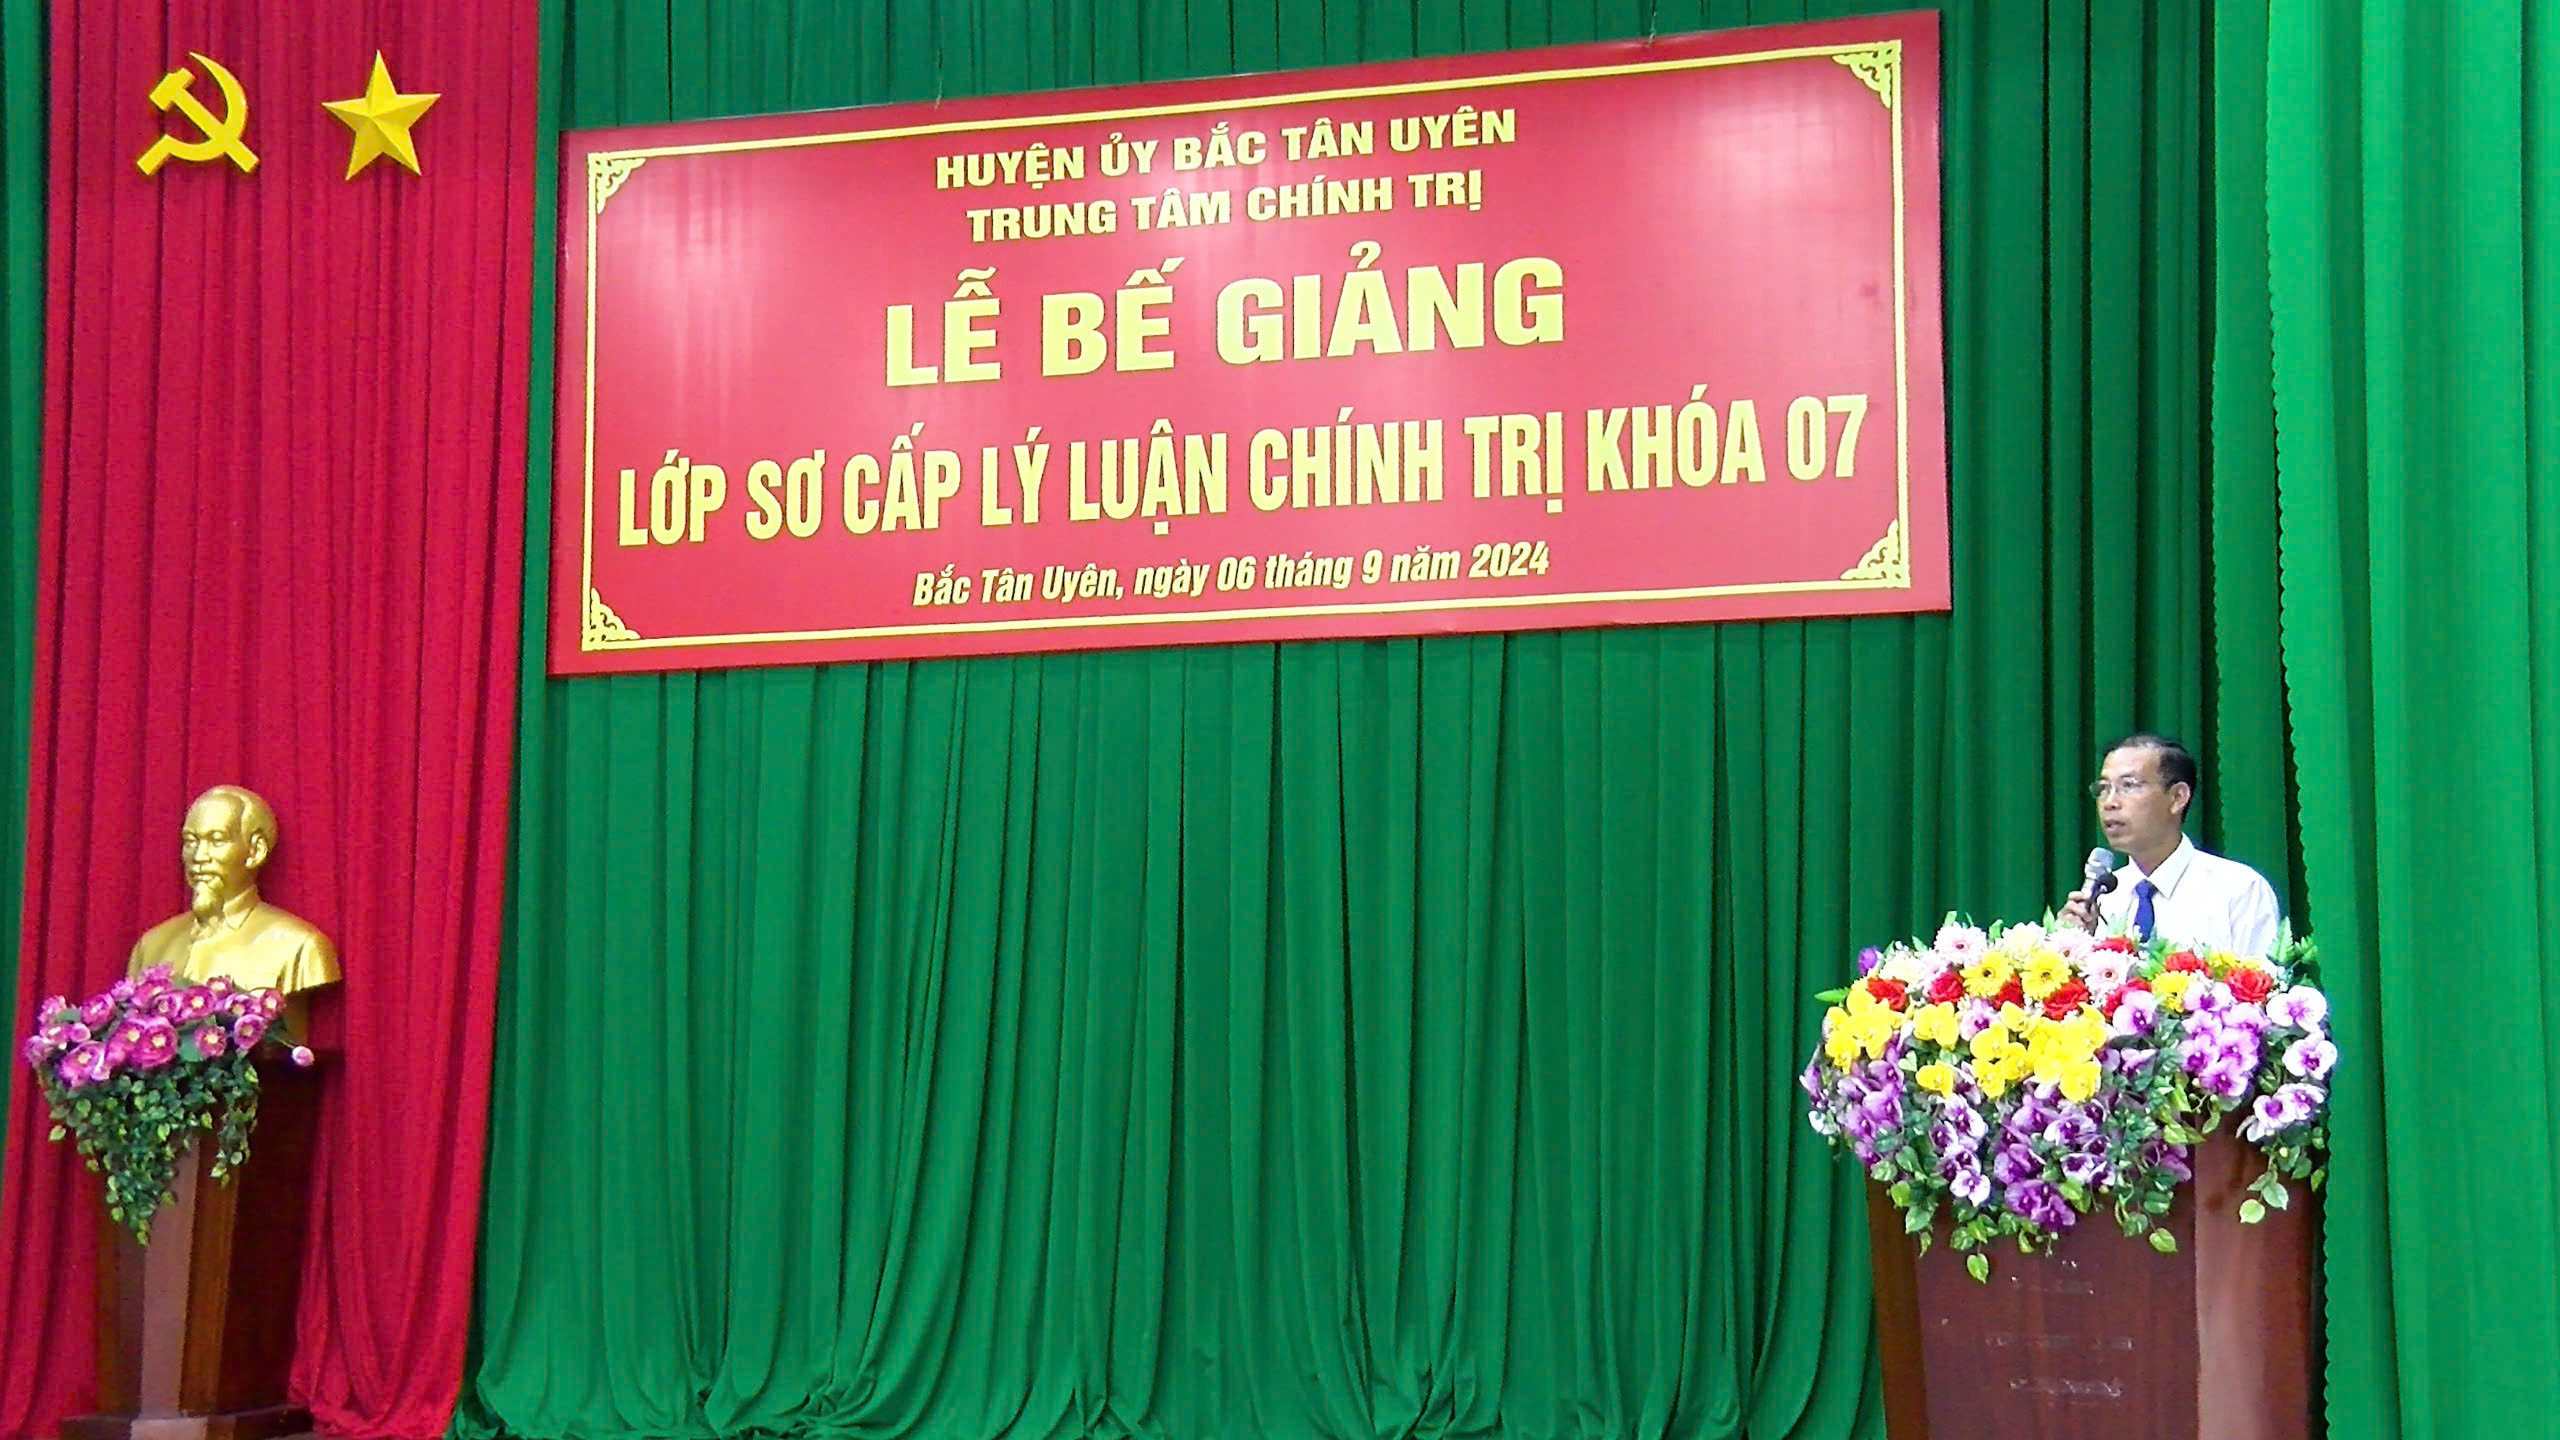 HUYỆN ỦY BẮC TÂN UYÊN
TRUNG TÂM CHÍNH TRỊ
LỄ BẾ GIẢNG
LỚP SƠ CẤP LÝ LUẬN CHÍNH TRỊ KHÓA 07
Bắc Tân Uyên, ngày 06 tháng 9 năm 2024